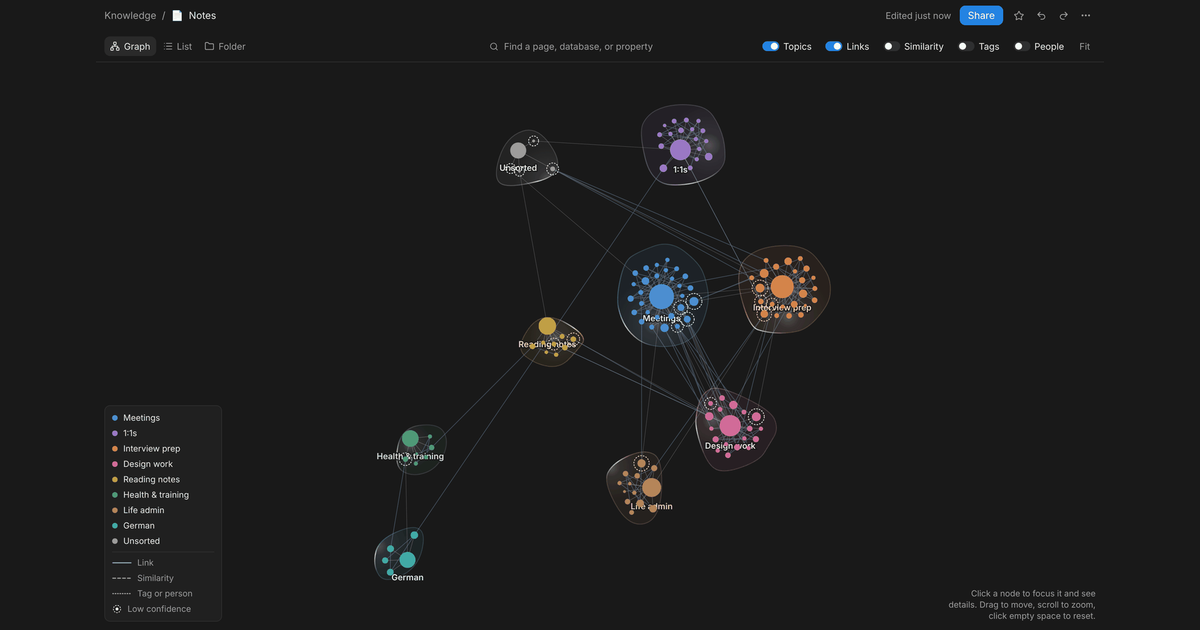 Knowledge / Notes
Edited just now
Share
Graph
List
Folder
Find a page, database, or property
Topics
Links
Similarity
Tags
People
Fit
Unsorted
1:1s
Meetings
Interview prep
Reading notes
Design work
Health & training
Life admin
German
Meetings
1:1s
Interview prep
Design work
Reading notes
Health & training
Life admin
German
Unsorted
Link
Similarity
Tag or person
Low confidence
Click a node to focus it and see
details. Drag to move, scroll to zoom,
click empty space to reset.